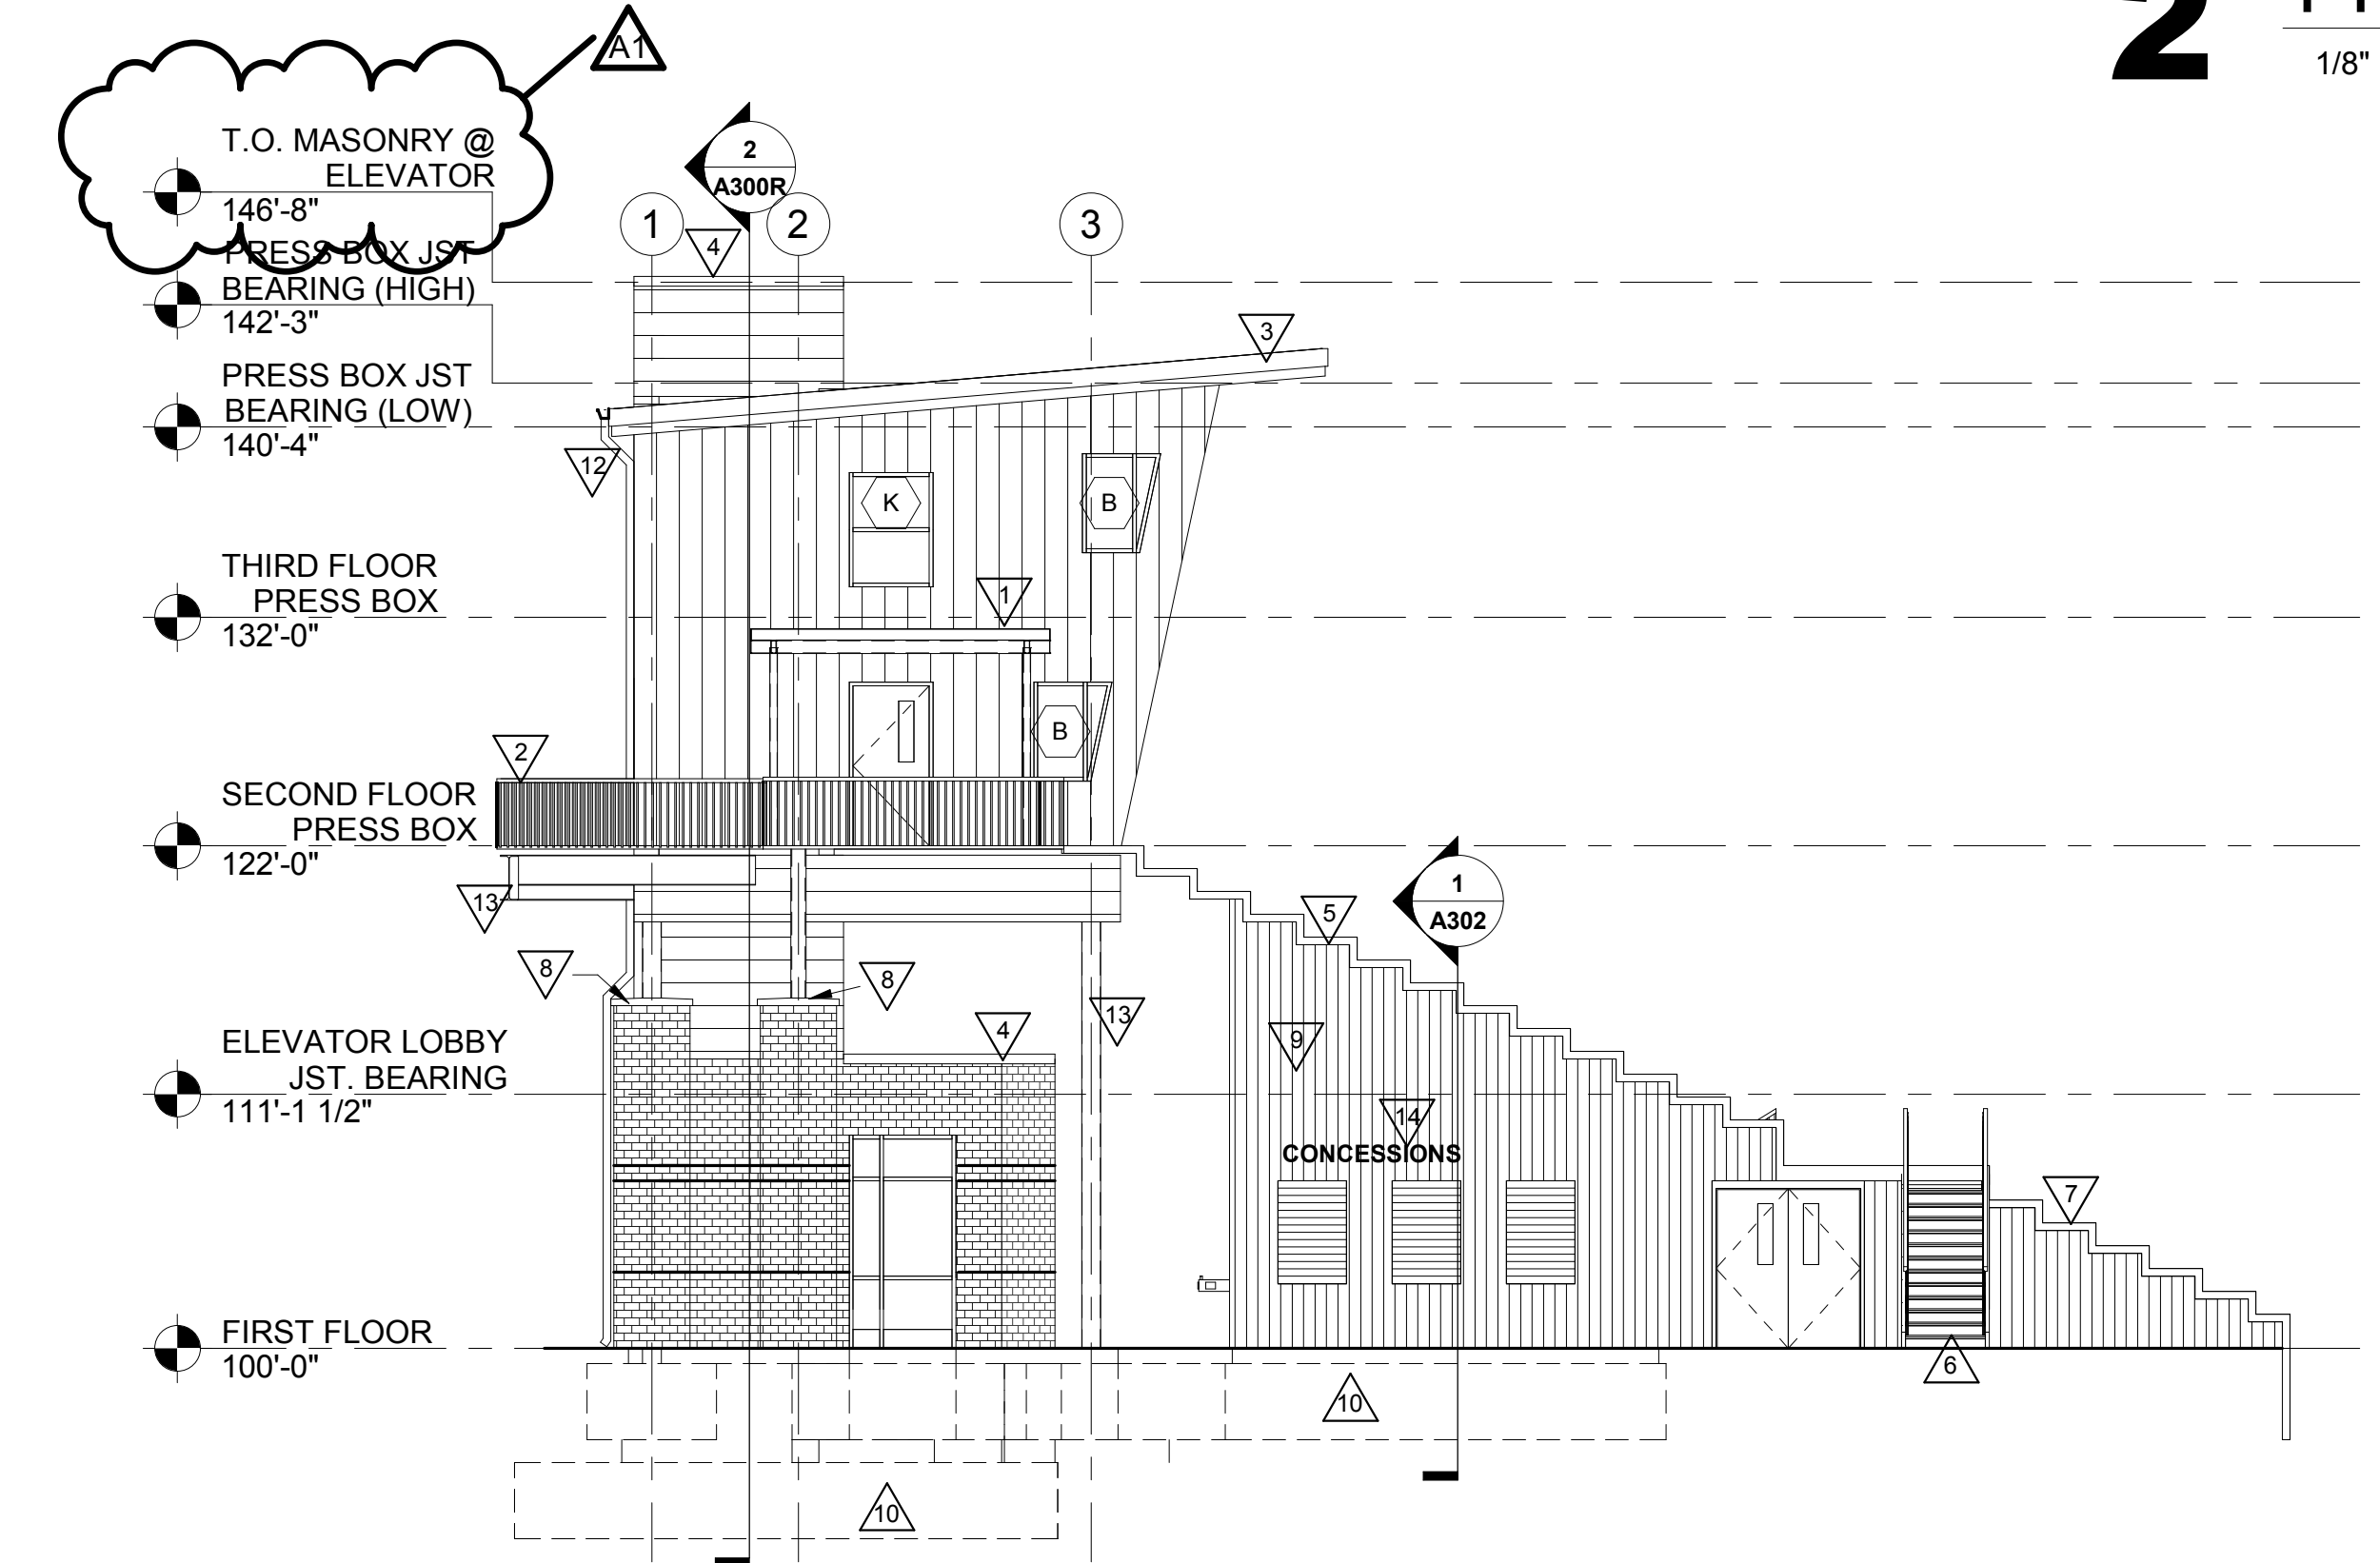 2
1/8"
A1
T.O. MASONRY @
ELEVATOR
146'-8"
PRESS BOX JST
BEARING (HIGH)
142'-3"
PRESS BOX JST
BEARING (LOW)
140'-4"
THIRD FLOOR
PRESS BOX
132'-0"
SECOND FLOOR
PRESS BOX
122'-0"
ELEVATOR LOBBY
JST. BEARING
111'-1 1/2"
FIRST FLOOR
100'-0"
2
A300R
1
2
3
4
3
12
K
B
1
B
2
13
1
A302
5
8
8
4
13
9
14
CONCESSIONS
7
6
10
10